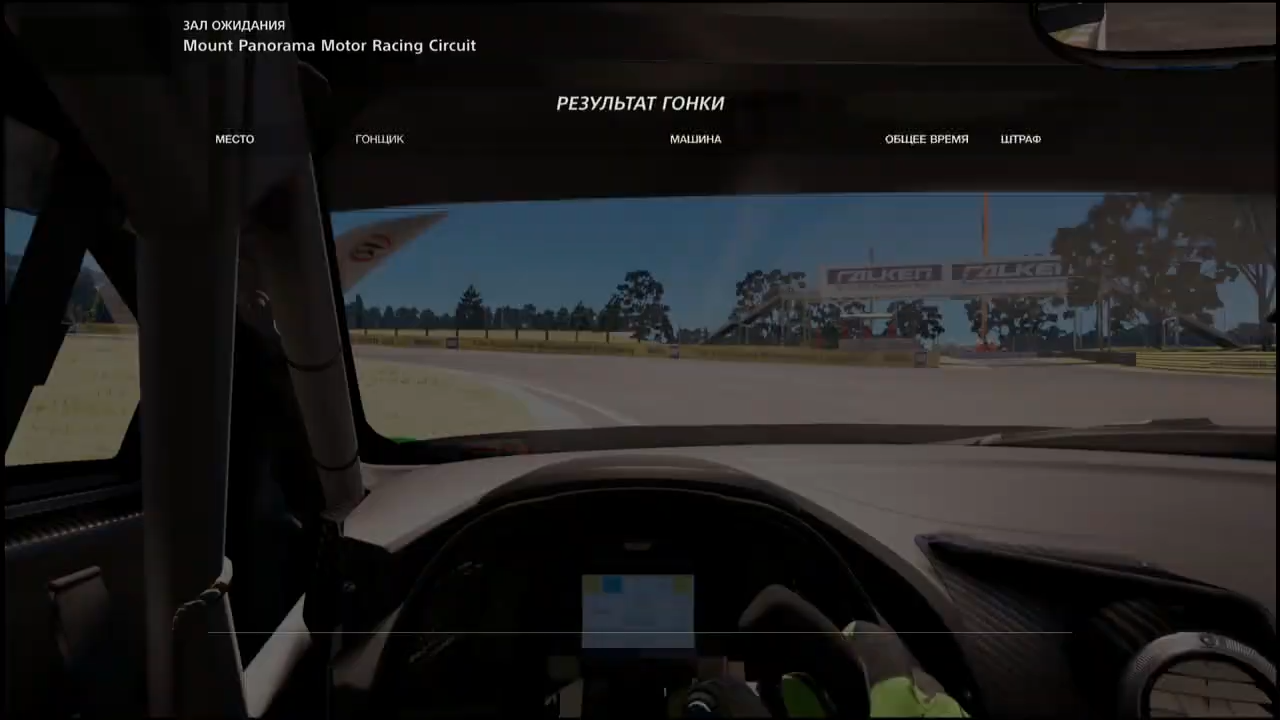 ЗАЛ ОЖИДАНИЯ
Mount Panorama Motor Racing Circuit
РЕЗУЛЬТАТ ГОНКИ
МЕСТО ГОНЩИК МАШИНА ОБЩЕЕ ВРЕМЯ ШТРАФ
FALKEN FALKEN